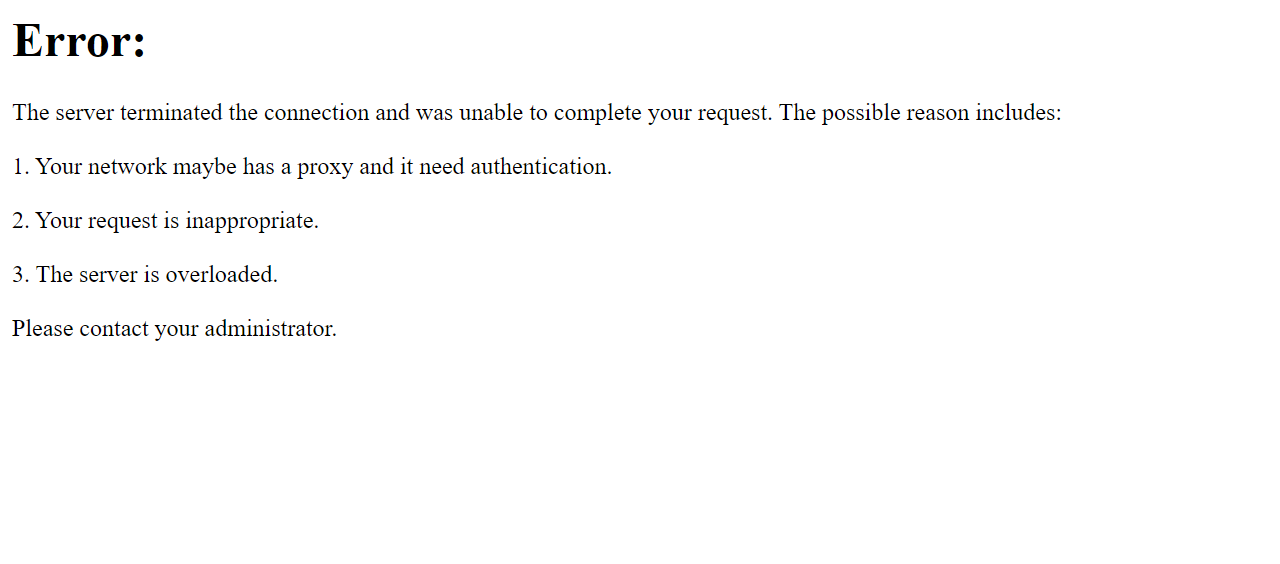 Error:
The server terminated the connection and was unable to complete your request. The possible reason includes:
1. Your network maybe has a proxy and it need authentication.
2. Your request is inappropriate.
3. The server is overloaded.
Please contact your administrator.